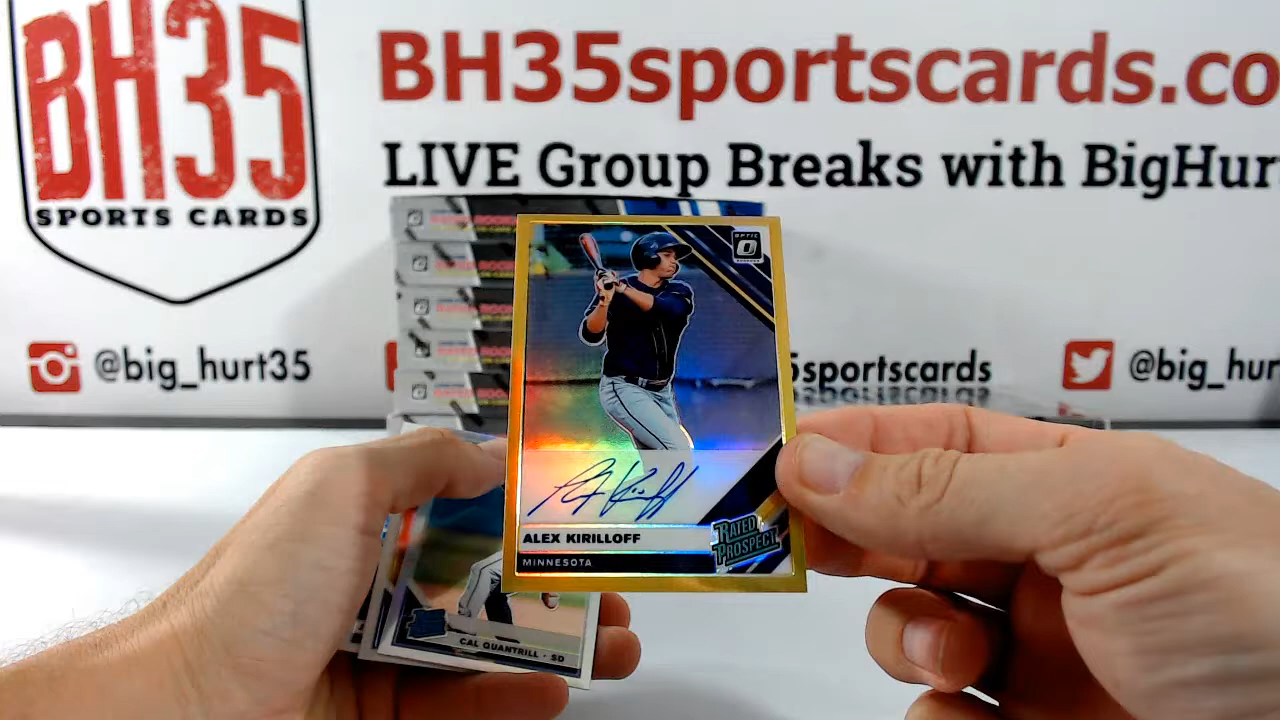 BH35
SPORTS CARDS
BH35sportscards.co
LIVE Group Breaks with BigHur
@big_hurt35
5sportscards
@big_hur
OPTIC
ALEX KIRILLOFF
MINNESOTA
RATED
PROSPECT
CAL QUANTRILL • SD